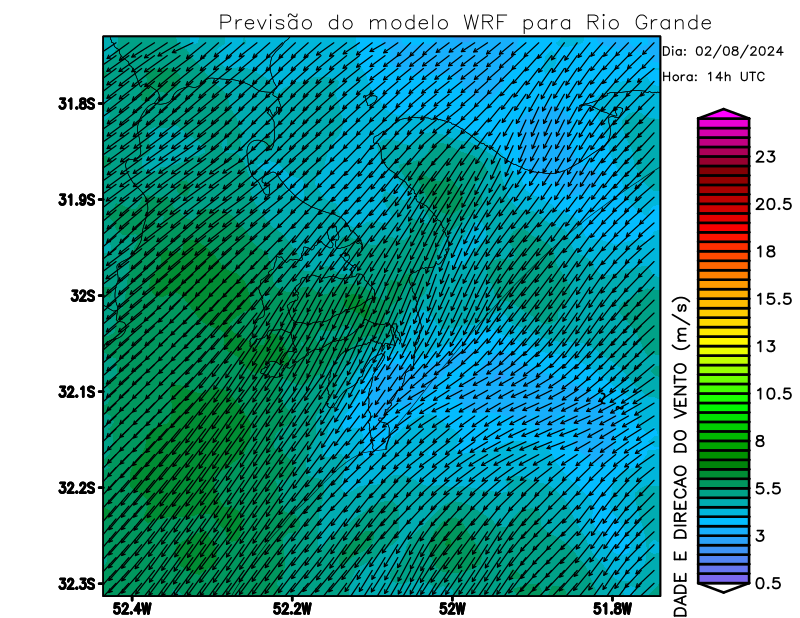 Previsão do modelo WRF para Rio Grande
Dia: 02/08/2024
Hora: 14h UTC
31.8S
31.9S
32S
32.1S
32.2S
32.3S
52.4W
52.2W
52W
51.8W
23
20.5
18
15.5
13
10.5
8
5.5
3
0.5
DADE E DIRECAO DO VENTO (m/s)